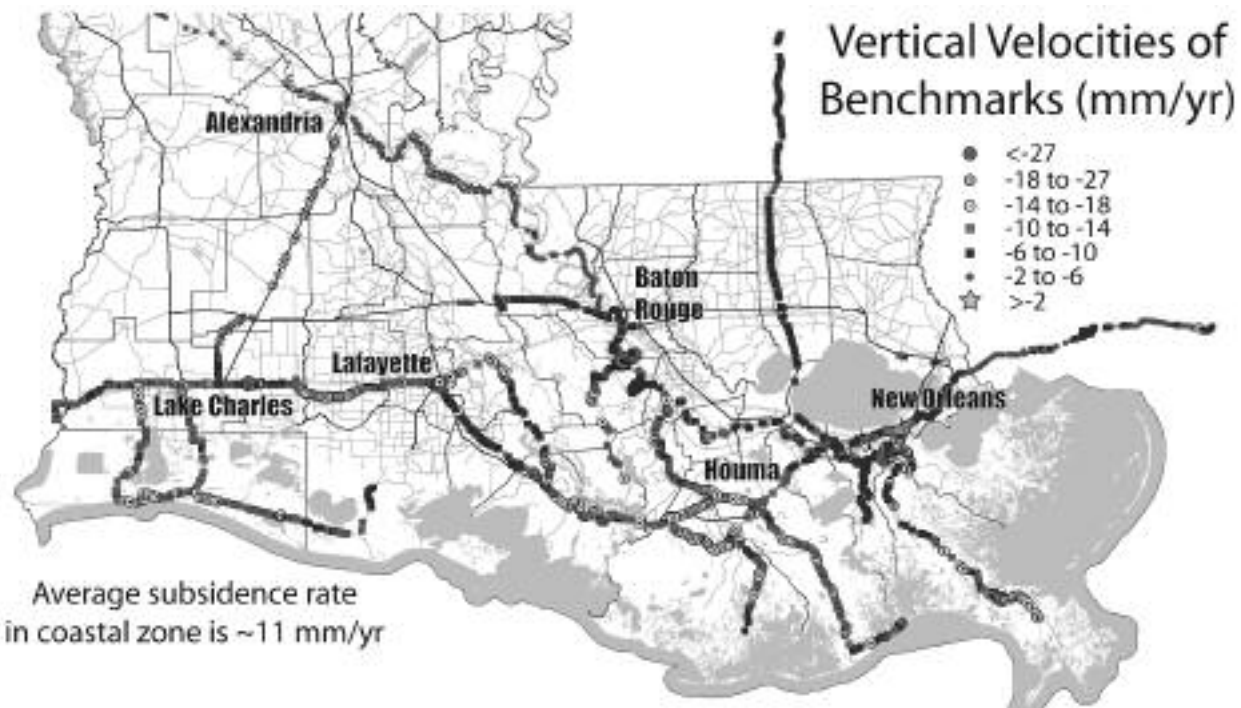 Vertical Velocities of
Benchmarks (mm/yr)
<-27
-18 to -27
-14 to -18
-10 to -14
-6 to -10
-2 to -6
>-2
Alexandria
Baton
Rouge
Lafayette
Lake Charles
New Orleans
Houma
Average subsidence rate
in coastal zone is ~11 mm/yr